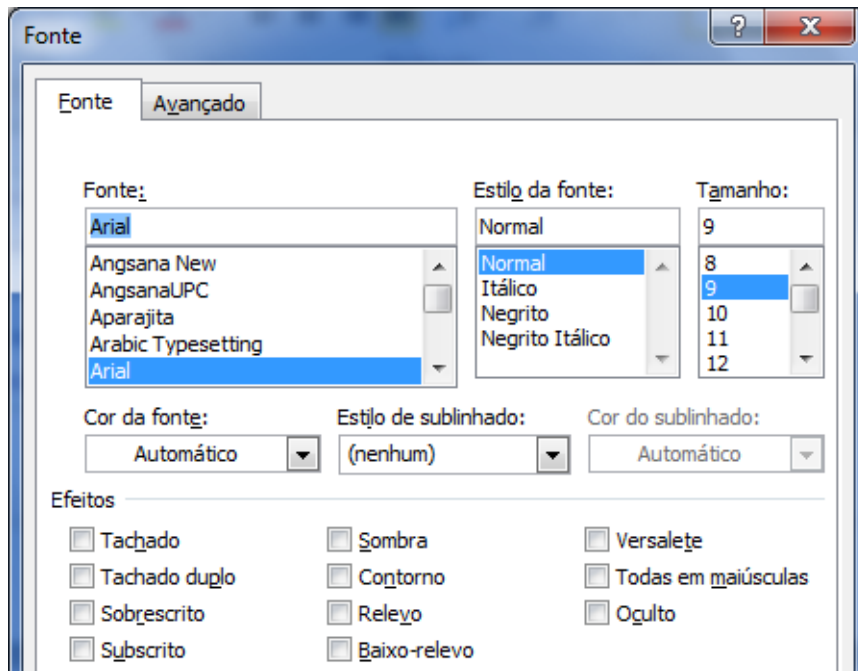 Fonte
Fonte Avançado
Fonte: Estilo da fonte: Tamanho:
Arial Normal 9
Angsana New Normal 8
AngsanaUPC Itálico 9
Aparajita Negrito 10
Arabic Typesetting Negrito Itálico 11
Arial 12
Cor da fonte: Estilo de sublinhado: Cor do sublinhado:
Automático (nenhum) Automático
Efeitos
Tachado Sombra Versalete
Tachado duplo Contorno Todas em maiúsculas
Sobrescrito Relevo Oculto
Subscrito Baixo-relevo